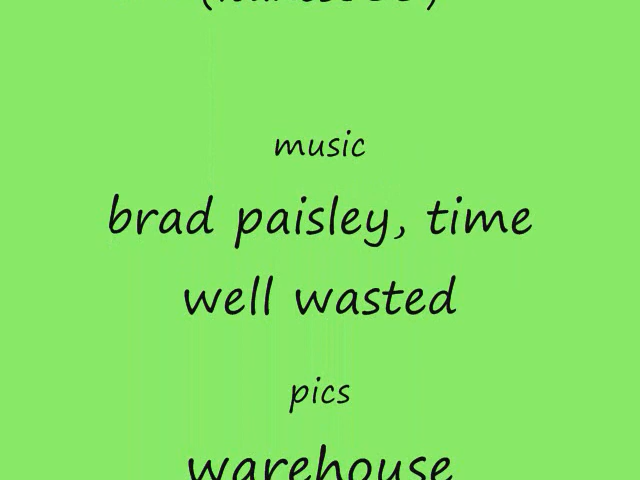 music
brad paisley, time
well wasted
pics
warehouse